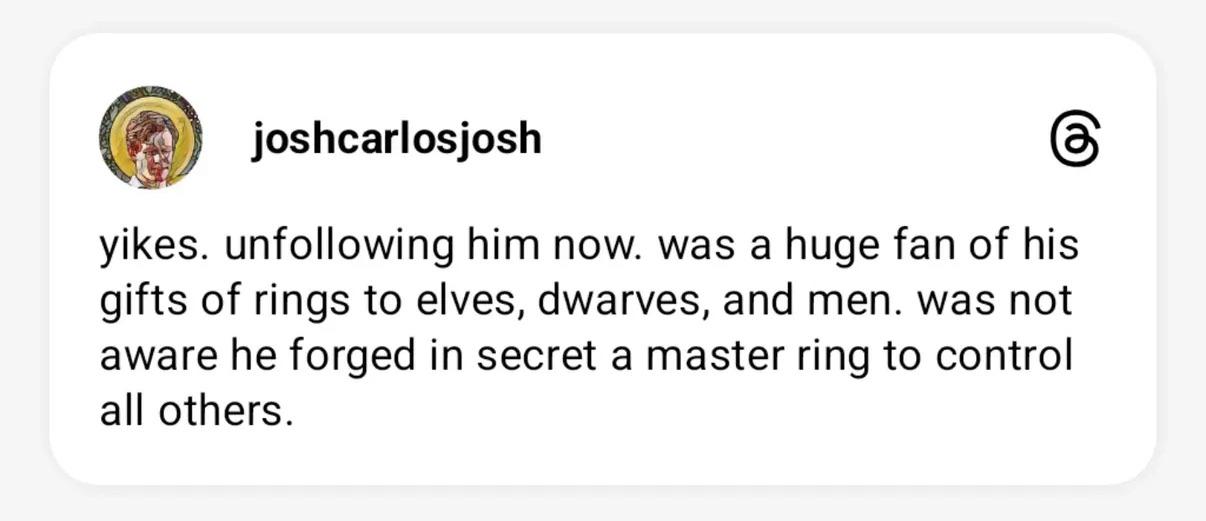 joshcarlosjosh
yikes. unfollowing him now. was a huge fan of his
gifts of rings to elves, dwarves, and men. was not
aware he forged in secret a master ring to control
all others.